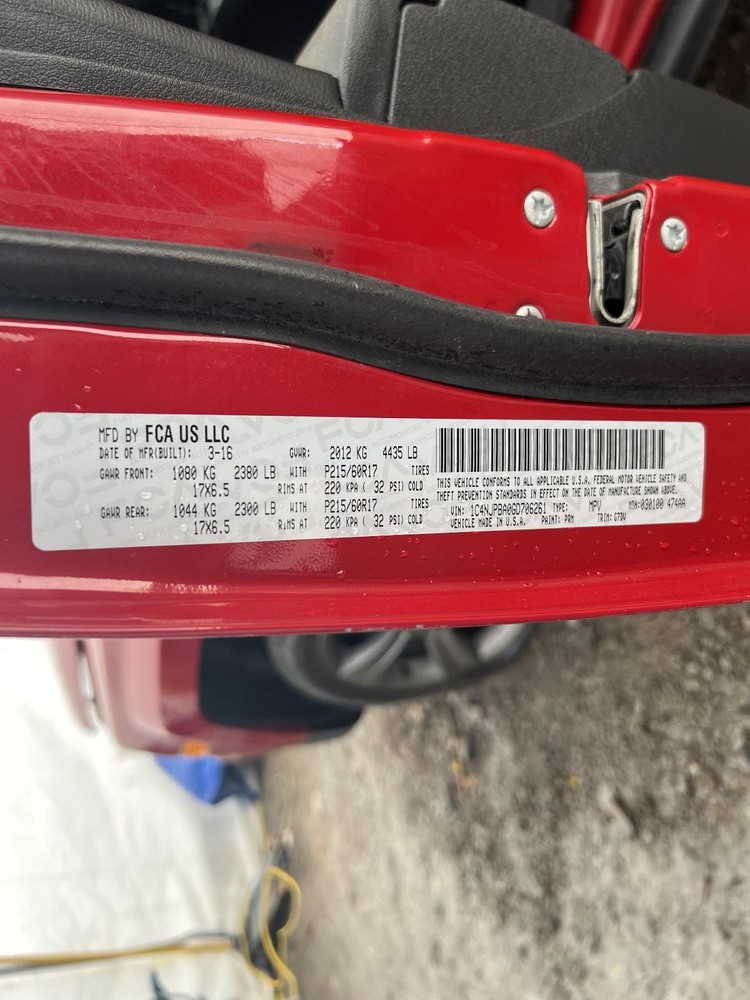 MFD BY FCA US LLC
DATE OF MFR(BUILT): 3-16 GVWR: 2012 KG 4435 LB
GAWR FRONT: 1080 KG 2380 LB WITH P215/60R17 TIRES
17X6.5 RIMS AT 220 KPA ( 32 PSI) COLD
GAWR REAR: 1044 KG 2300 LB WITH P215/60R17 TIRES
17X6.5 RIMS AT 220 KPA ( 32 PSI) COLD
THIS VEHICLE CONFORMS TO ALL APPLICABLE U.S.A. FEDERAL MOTOR VEHICLE SAFETY AND
THEFT PREVENTION STANDARDS IN EFFECT ON THE DATE OF MANUFACTURE SHOWN ABOVE.
VIN: 1C4NJPBA0GD706261 TYPE: MPV MDH:030100 474AA
VEHICLE MADE IN U.S.A. PAINT: PRM TRIM: